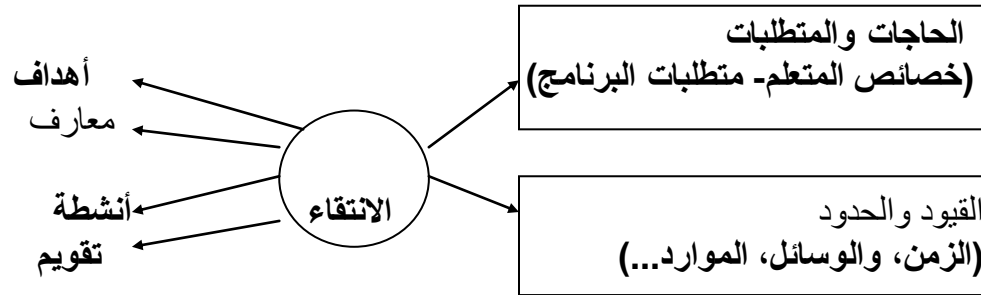 الحاجات والمتطلبات
(خصائص المتعلم- متطلبات البرنامج)
القيود والحدود
(الزمن، والوسائل، الموارد...)
الانتقاء
أهداف
معارف
أنشطة
تقويم